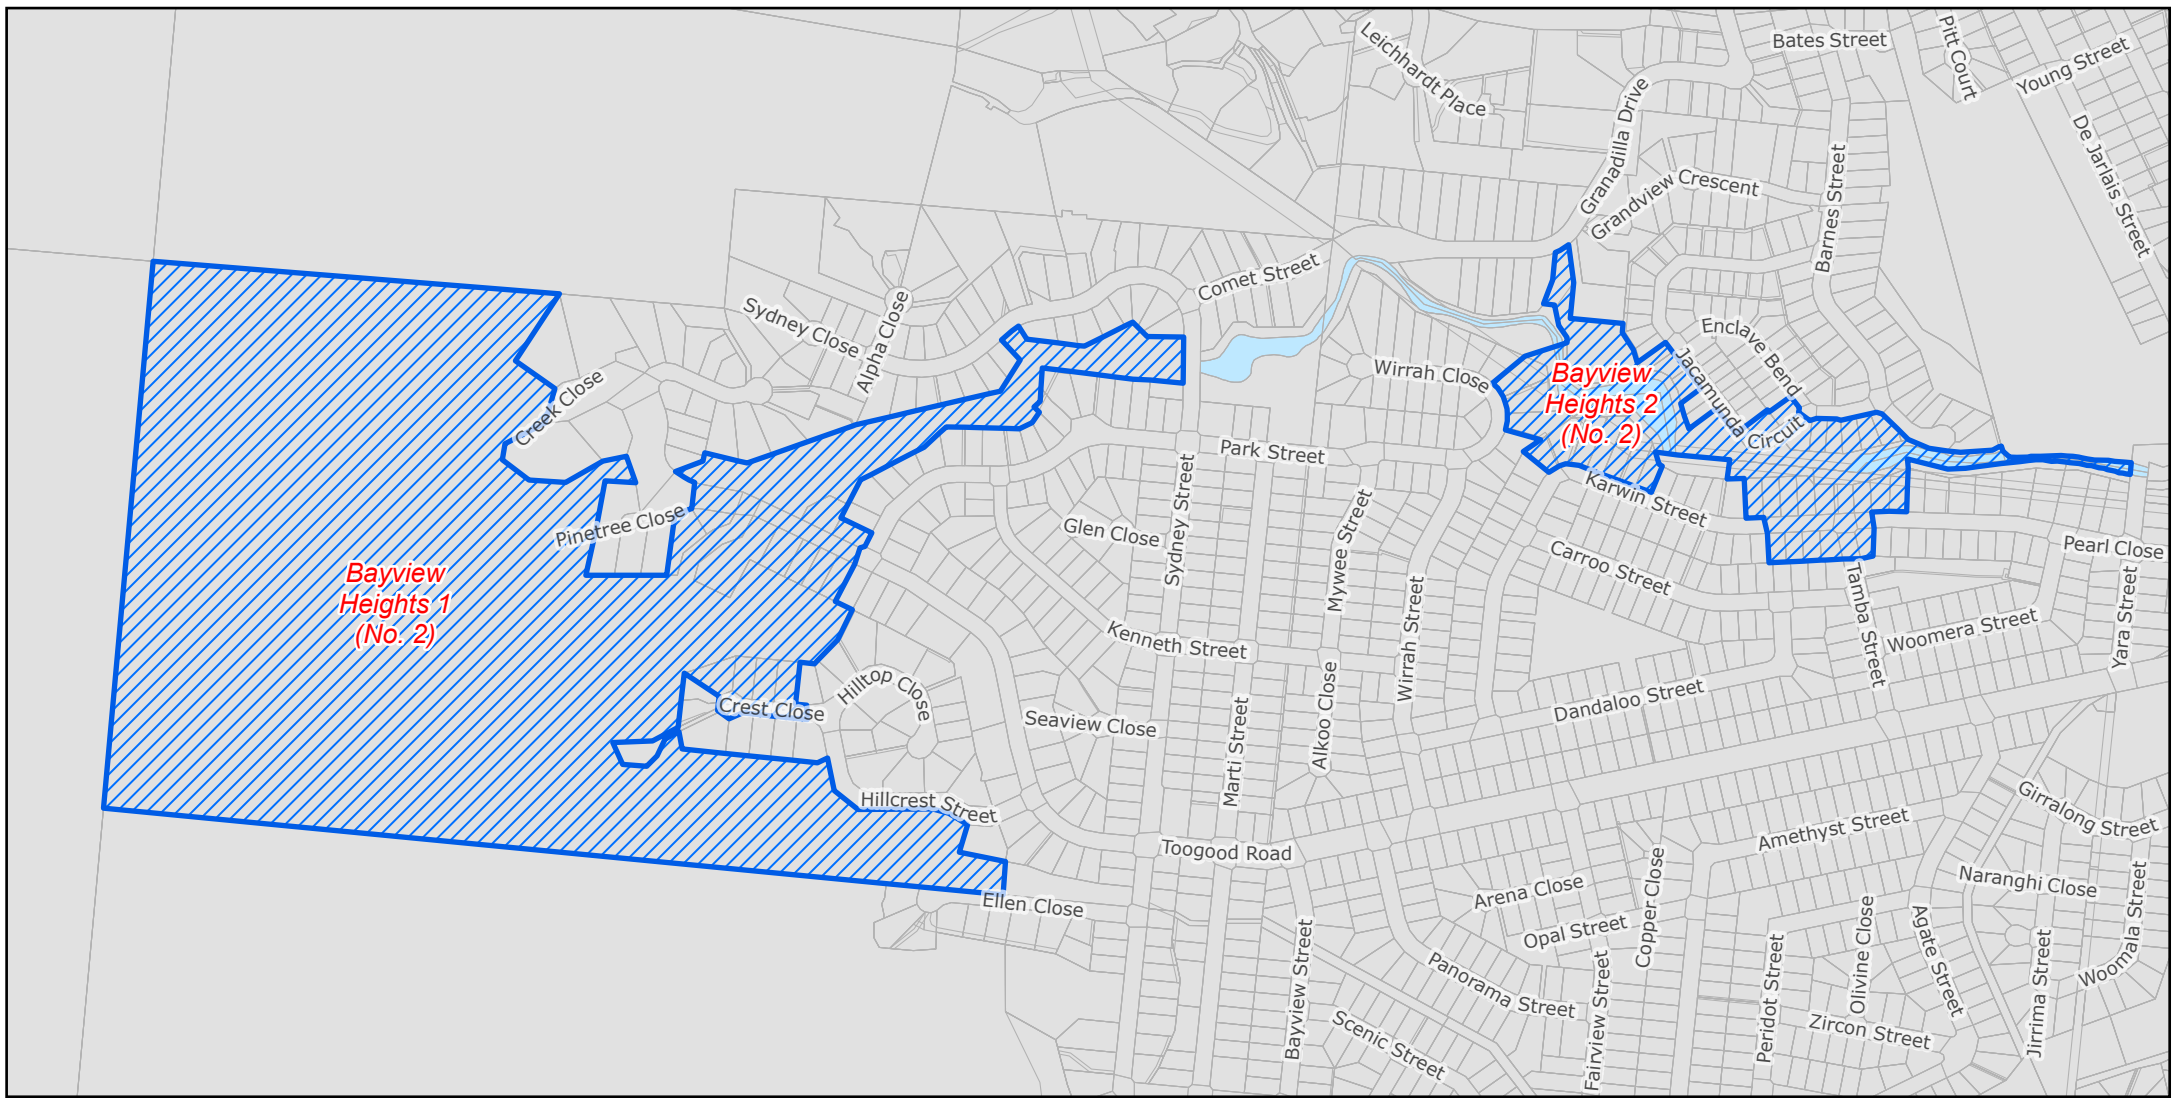 Bates Street
Pitt Court
Young Street
Leichhardt Place
De Jarlais Street
Granadilla Drive
Grandview Crescent
Barnes Street
Comet Street
Sydney Close
Alpha Close
Enclave Bend
Jacamunda Circuit
Wirrah Close
Creek Close
Bayview
Heights 2
(No. 2)
Park Street
Karwin Street
Pinetree Close
Glen Close
Sydney Street
Mywee Street
Carroo Street
Pearl Close
Bayview
Heights 1
(No. 2)
Kenneth Street
Wirrah Street
Tamba Street
Woomera Street
Yara Street
Hilltop Close
Crest Close
Seaview Close
Marti Street
Alkoo Close
Dandaloo Street
Hillcrest Street
Girralong Street
Toogood Road
Amethyst Street
Ellen Close
Arena Close
Copper Close
Opal Street
Naranghi Close
Woomala Street
Bayview Street
Panorama Street
Fairview Street
Peridot Street
Olivine Close
Agate Street
Jirrima Street
Scenic Street
Zircon Street